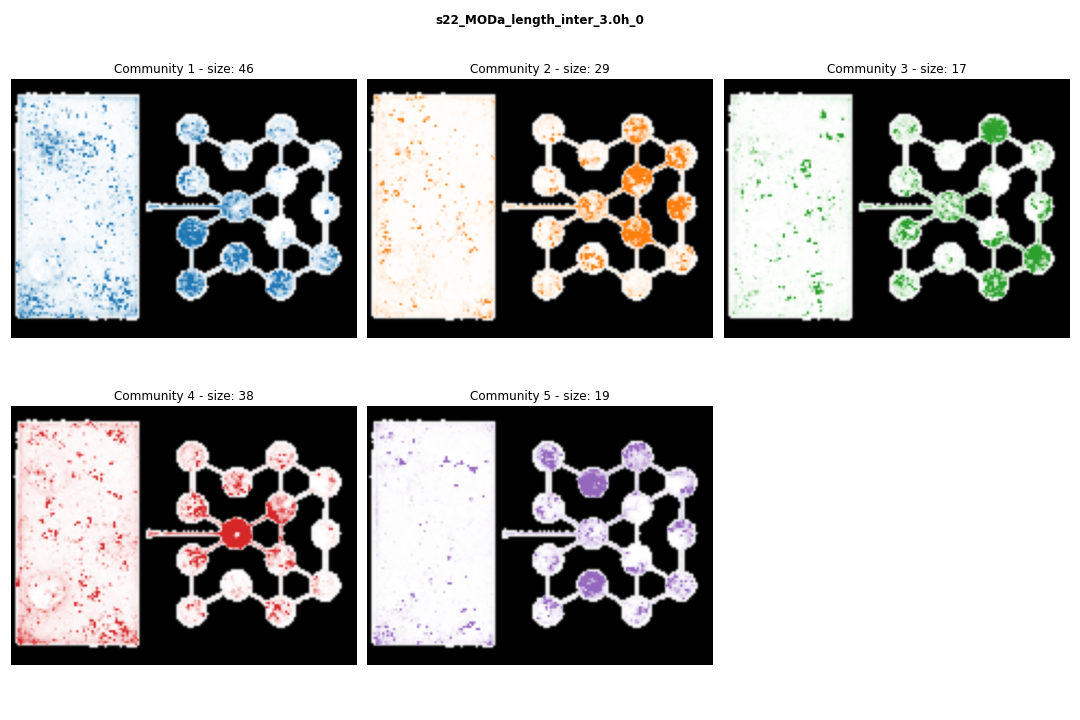 s22_MODa_length_inter_3.0h_0
Community 1 - size: 46
Community 2 - size: 29
Community 3 - size: 17
Community 4 - size: 38
Community 5 - size: 19